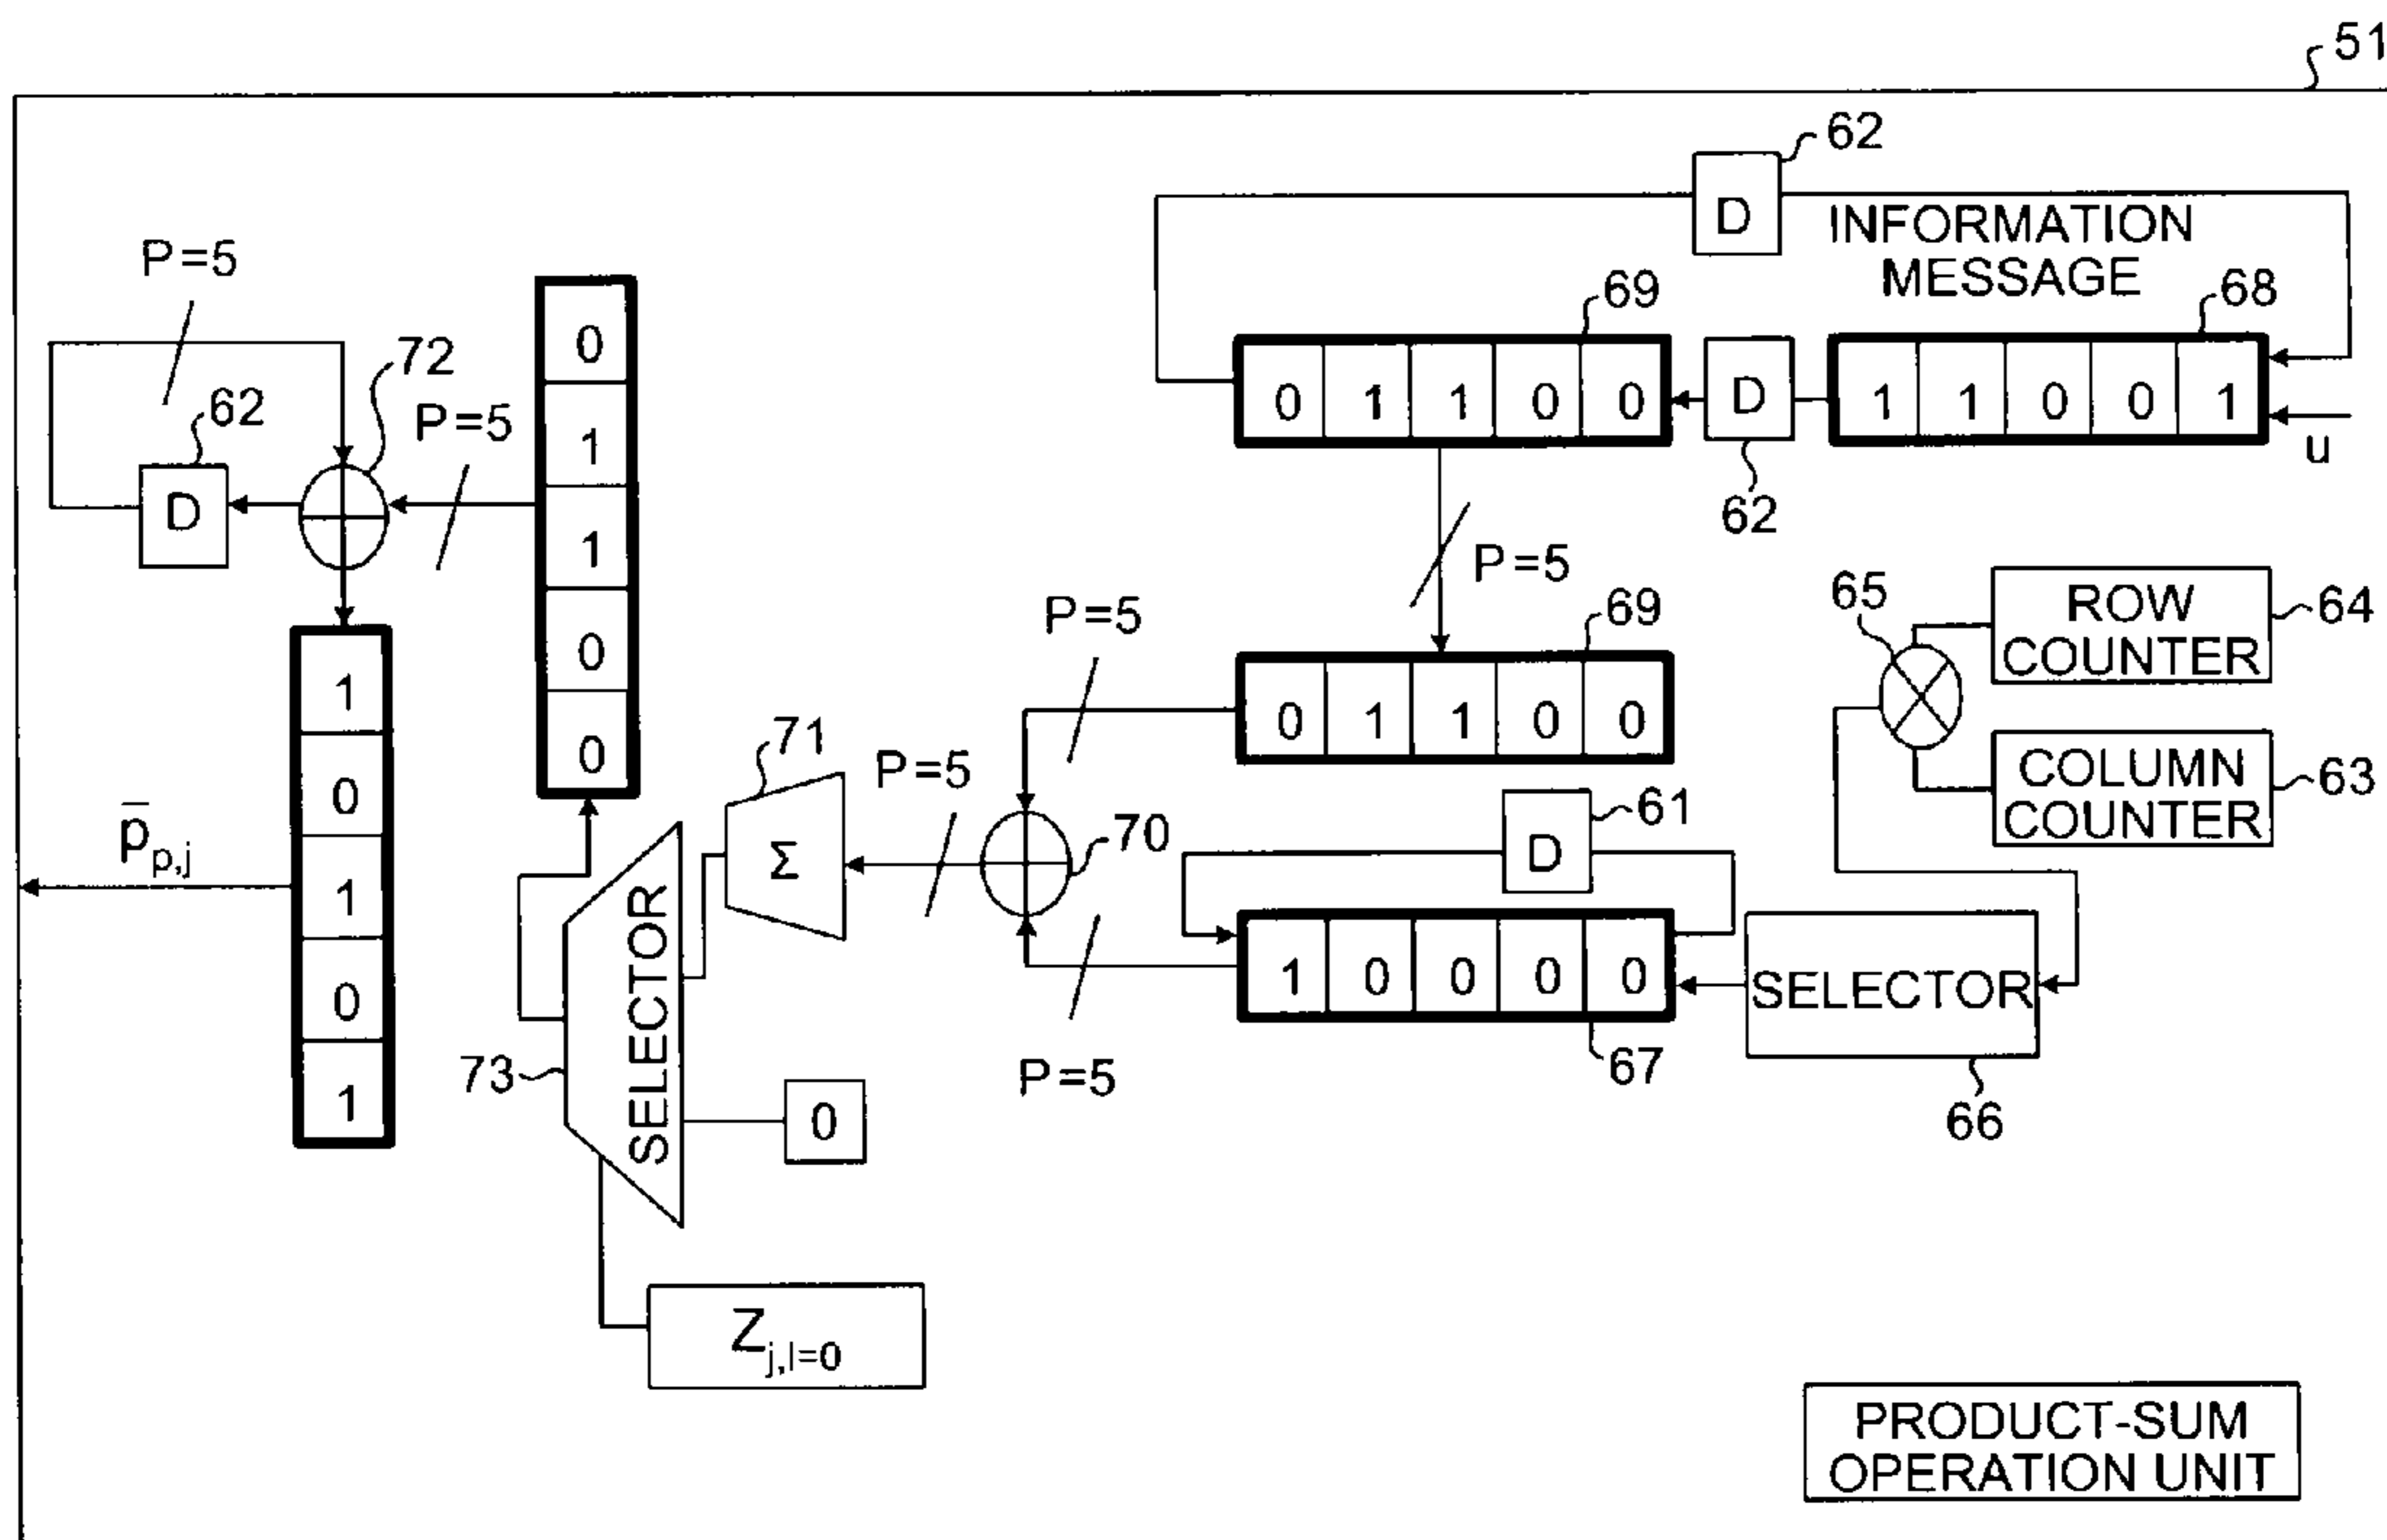 51
62
D
INFORMATION
MESSAGE
P=5
69
68
0
1
1
0
0
0 1 1 0 0
D
1 1 0 0 1
u
62
72
P=5
62
D
P=5
65
ROW
COUNTER
64
P=5
69
0 1 1 0 0
COLUMN
COUNTER
63
1
0
1
0
1
p̅p,j
71
Σ
P=5
70
61
D
1 0 0 0 0
SELECTOR
67
66
P=5
SELECTOR
73
0
Zj,l=0
PRODUCT-SUM
OPERATION UNIT